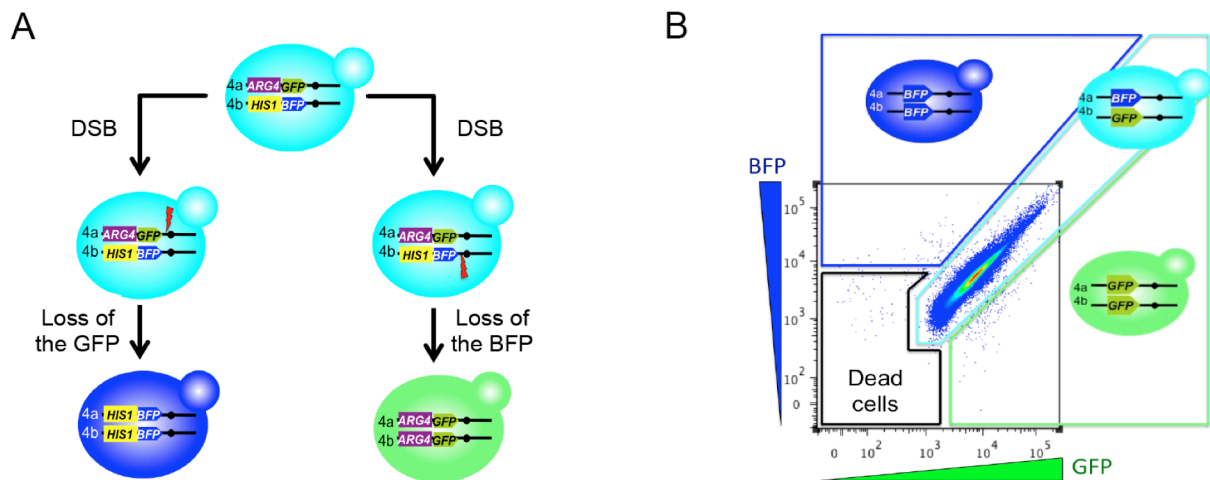 A
4a ARG4 GFP
4b HIS1 BFP
DSB
DSB
4a ARG4 GFP
4b HIS1 BFP
4a ARG4 GFP
4b HIS1 BFP
Loss of
the GFP
Loss of
the BFP
4a HIS1 BFP
4b HIS1 BFP
4a ARG4 GFP
4b ARG4 GFP
B
4a BFP
4b BFP
4a BFP
4b GFP
BFP
10^5
10^4
10^3
10^2
0
4a GFP
4b GFP
Dead
cells
0 10^2 10^3 10^4 10^5
GFP